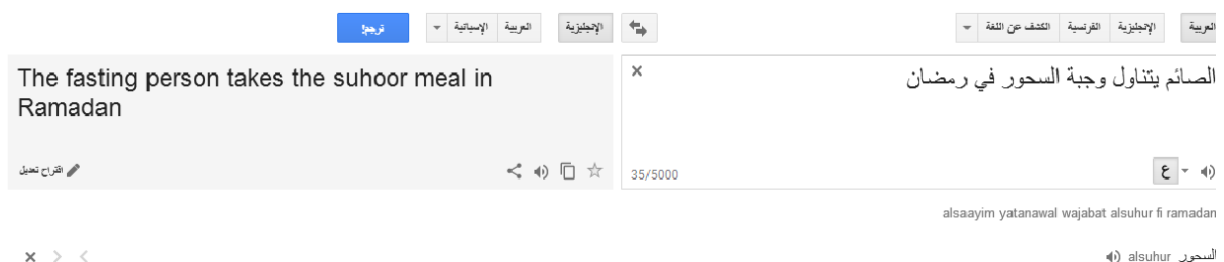 العربية الإنجليزية الفرنسية الكشف عن اللغة
الإنجليزية العربية الإسبانية ترجم!
الصائم يتناول وجبة السحور في رمضان
35/5000
ع
alsaayim yatanawal wajabat alsuhur fi ramadan
السحور alsuhur
The fasting person takes the suhoor meal in
Ramadan
اقتراح تعديل